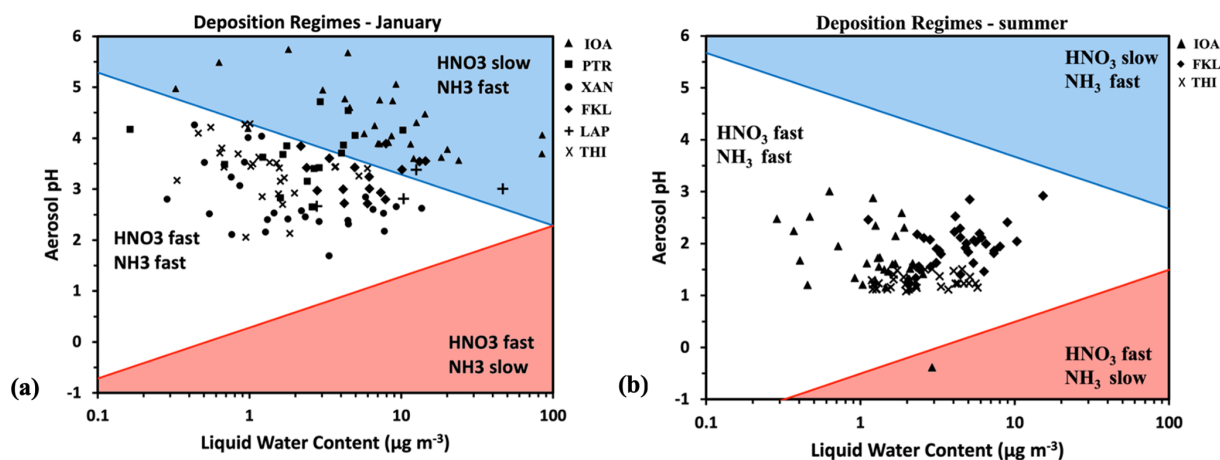 Deposition Regimes - January
6
5
4
3
2
1
0
-1
Aerosol pH
HNO3 slow
NH3 fast
HNO3 fast
NH3 fast
HNO3 fast
NH3 slow
0.1
1
10
100
Liquid Water Content (µg m⁻³)
IOA
PTR
XAN
FKL
LAP
THI
(a)
Deposition Regimes - summer
6
5
4
3
2
1
0
-1
Aerosol pH
HNO₃ slow
NH₃ fast
HNO₃ fast
NH₃ fast
HNO₃ fast
NH₃ slow
0.1
1
10
100
Liquid Water Content (µg m⁻³)
IOA
FKL
THI
(b)